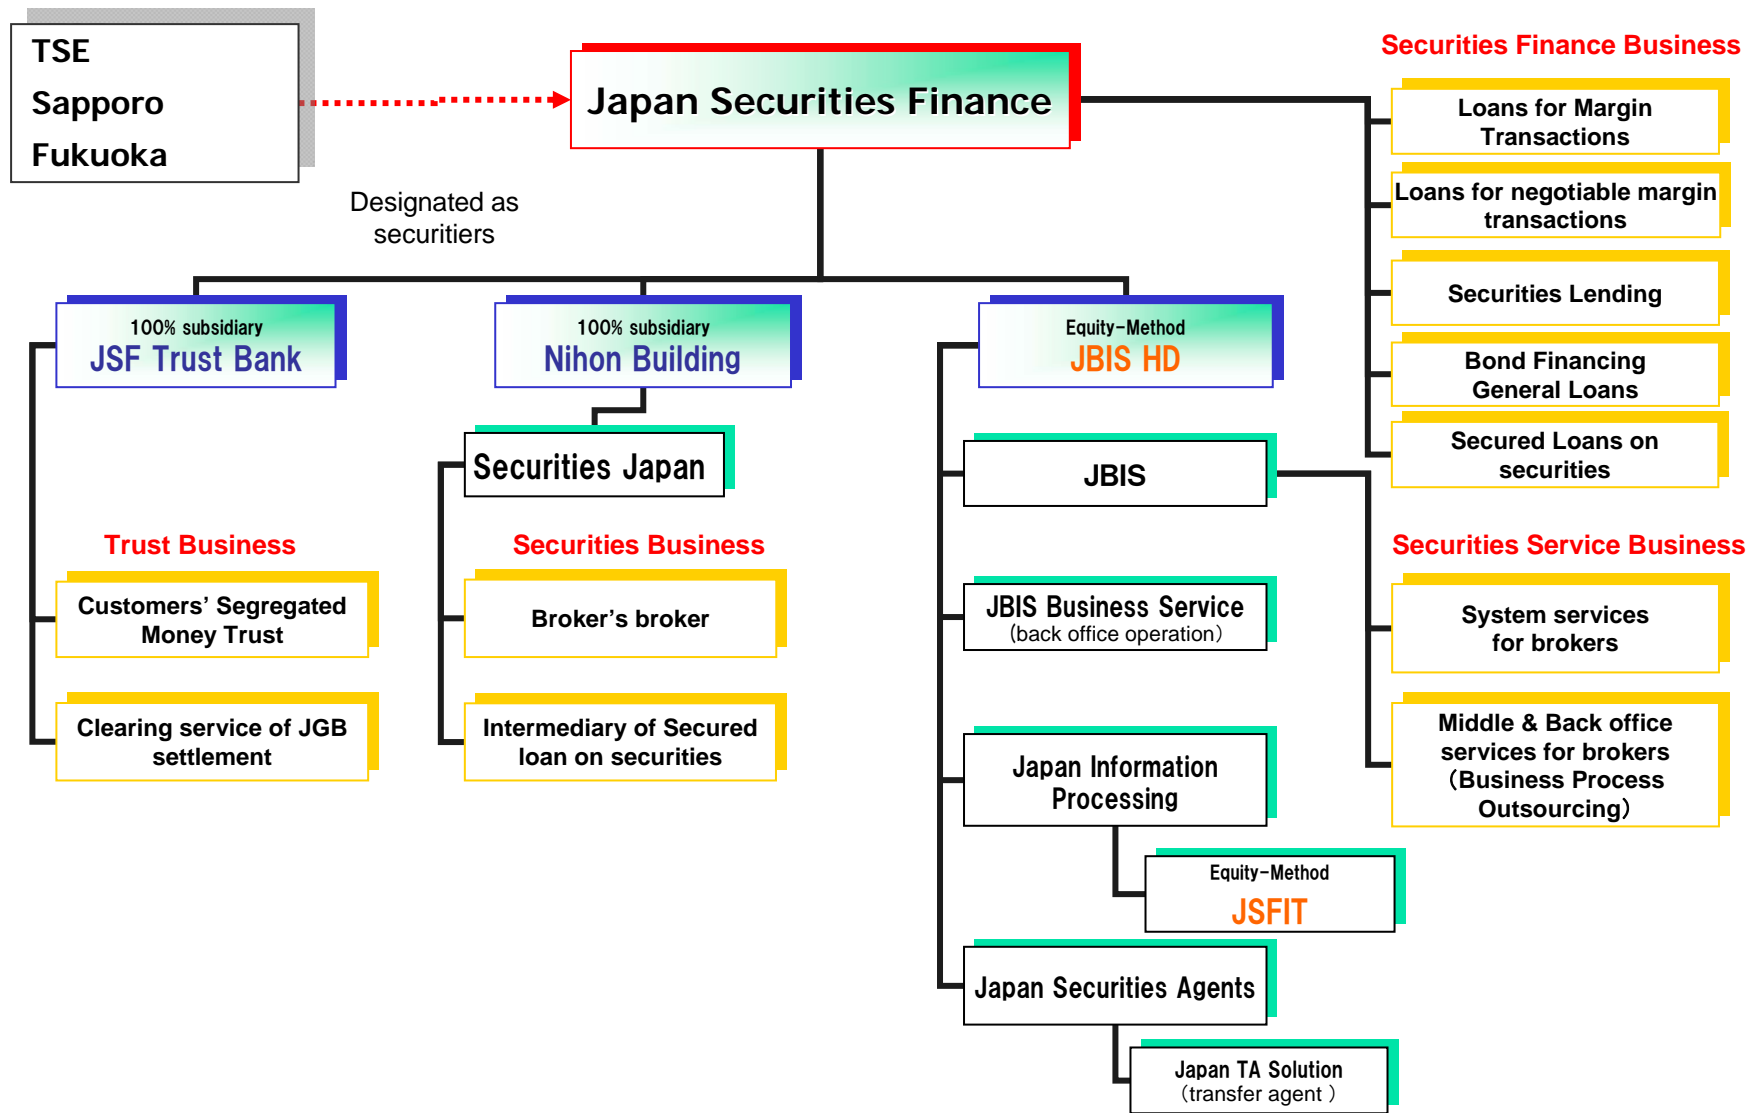 TSE
Sapporo
Fukuoka
Japan Securities Finance
Designated as
securitiers
Securities Finance Business
Loans for Margin
Transactions
Loans for negotiable margin
transactions
Securities Lending
Bond Financing
General Loans
Secured Loans on
securities
100% subsidiary
JSF Trust Bank
100% subsidiary
Nihon Building
Equity-Method
JBIS HD
Securities Japan
JBIS
Trust Business
Securities Business
Securities Service Business
Customers’ Segregated
Money Trust
Broker’s broker
JBIS Business Service
(back office operation）
System services
for brokers
Clearing service of JGB
settlement
Intermediary of Secured
loan on securities
Japan Information
Processing
Middle & Back office
services for brokers
（Business Process
Outsourcing）
Equity-Method
JSFIT
Japan Securities Agents
Japan TA Solution
（transfer agent ）